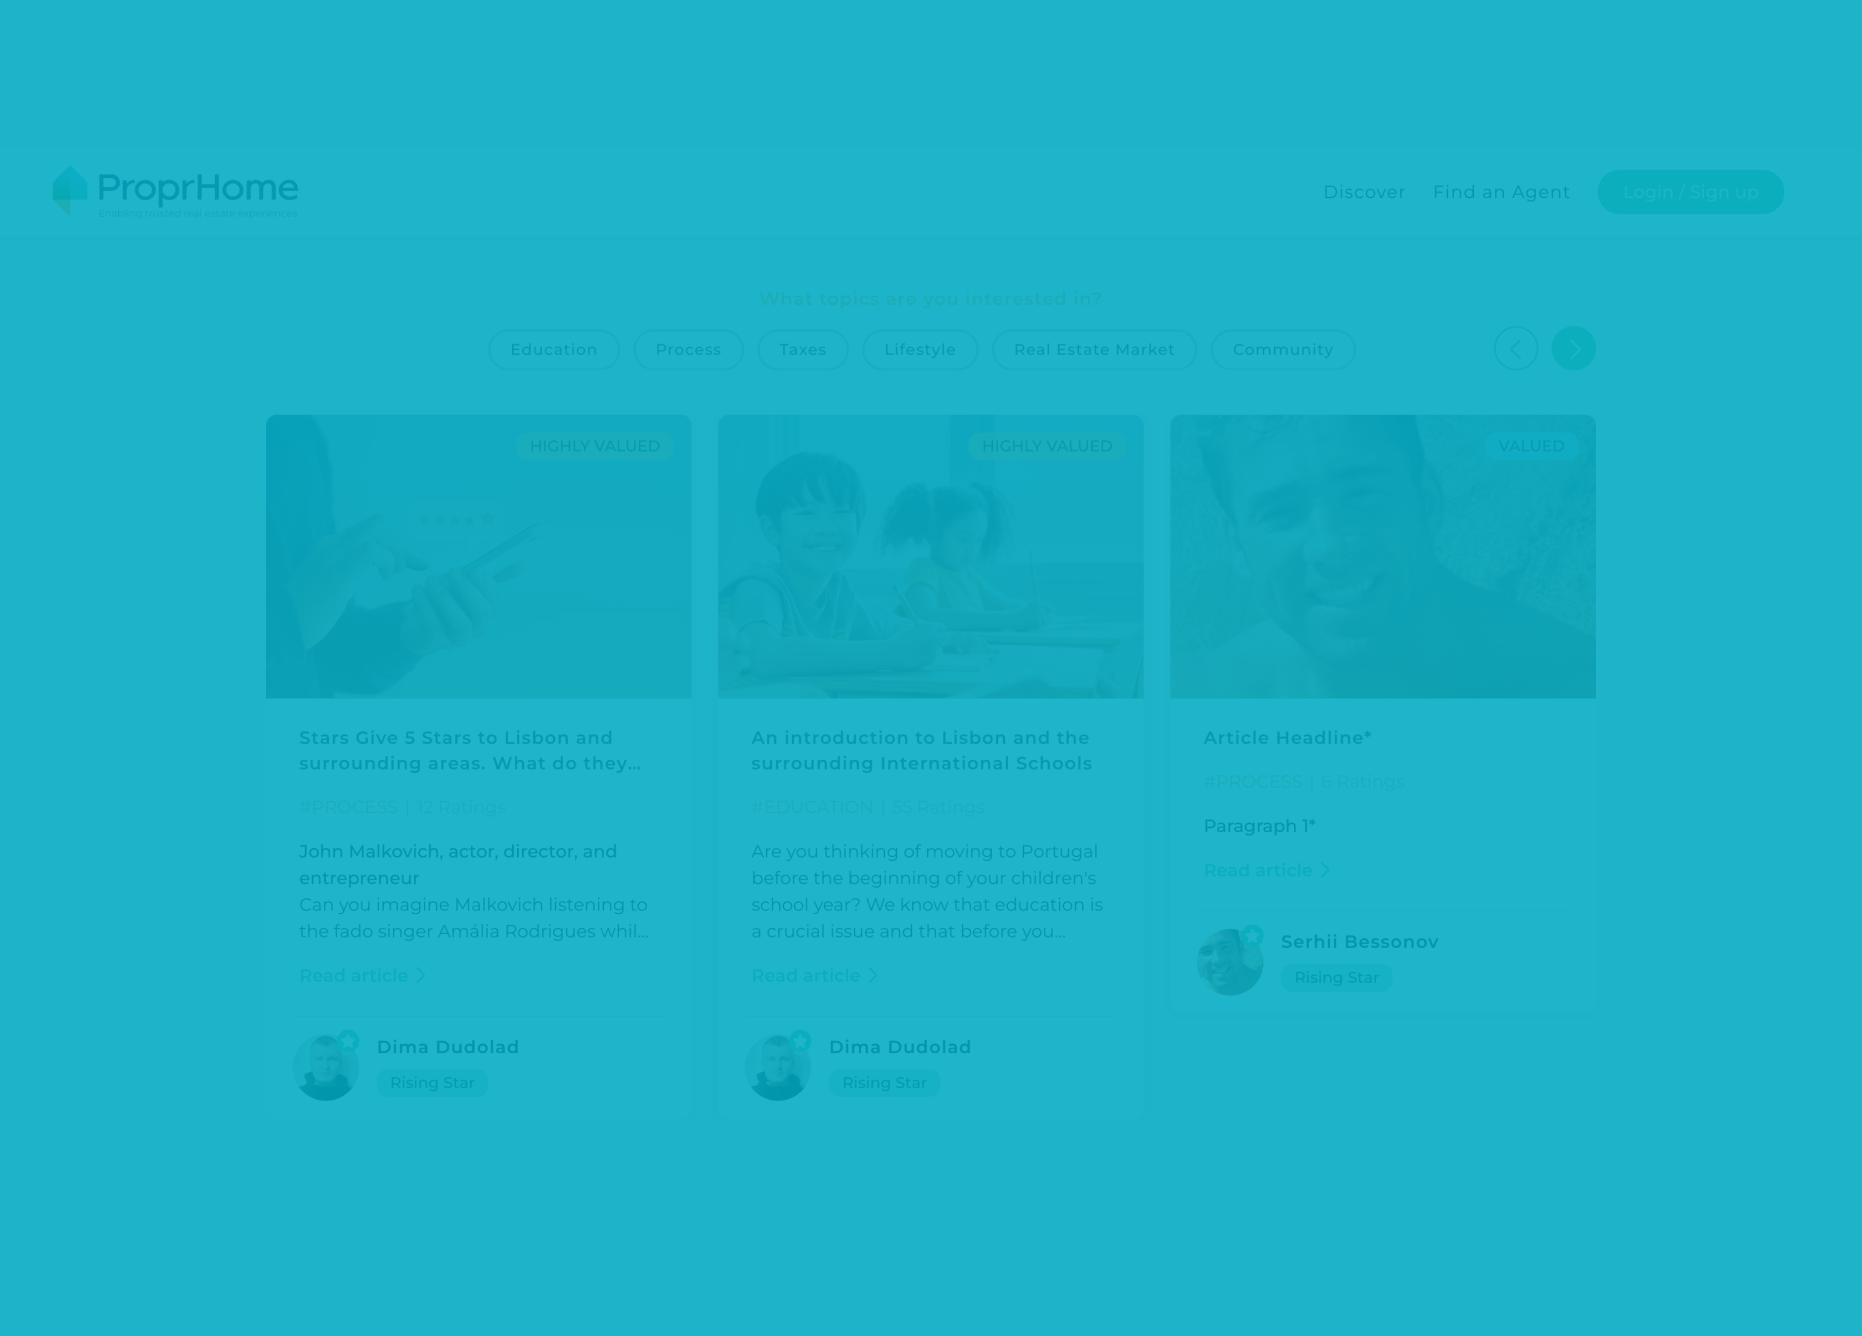 ProprHome
Enabling trusted real estate experiences
Discover
Find an Agent
Login / Sign up
What topics are you interested in?
Education
Process
Taxes
Lifestyle
Real Estate Market
Community
HIGHLY VALUED
Stars Give 5 Stars to Lisbon and
surrounding areas. What do they...
#PROCESS | 12 Ratings
John Malkovich, actor, director, and
entrepreneur
Can you imagine Malkovich listening to
the fado singer Amália Rodrigues whil...
Read article
Dima Dudolad
Rising Star
HIGHLY VALUED
An introduction to Lisbon and the
surrounding International Schools
#EDUCATION | 55 Ratings
Are you thinking of moving to Portugal
before the beginning of your children's
school year? We know that education is
a crucial issue and that before you...
Read article
Dima Dudolad
Rising Star
VALUED
Article Headline*
#PROCESS | 6 Ratings
Paragraph 1*
Read article
Serhii Bessonov
Rising Star